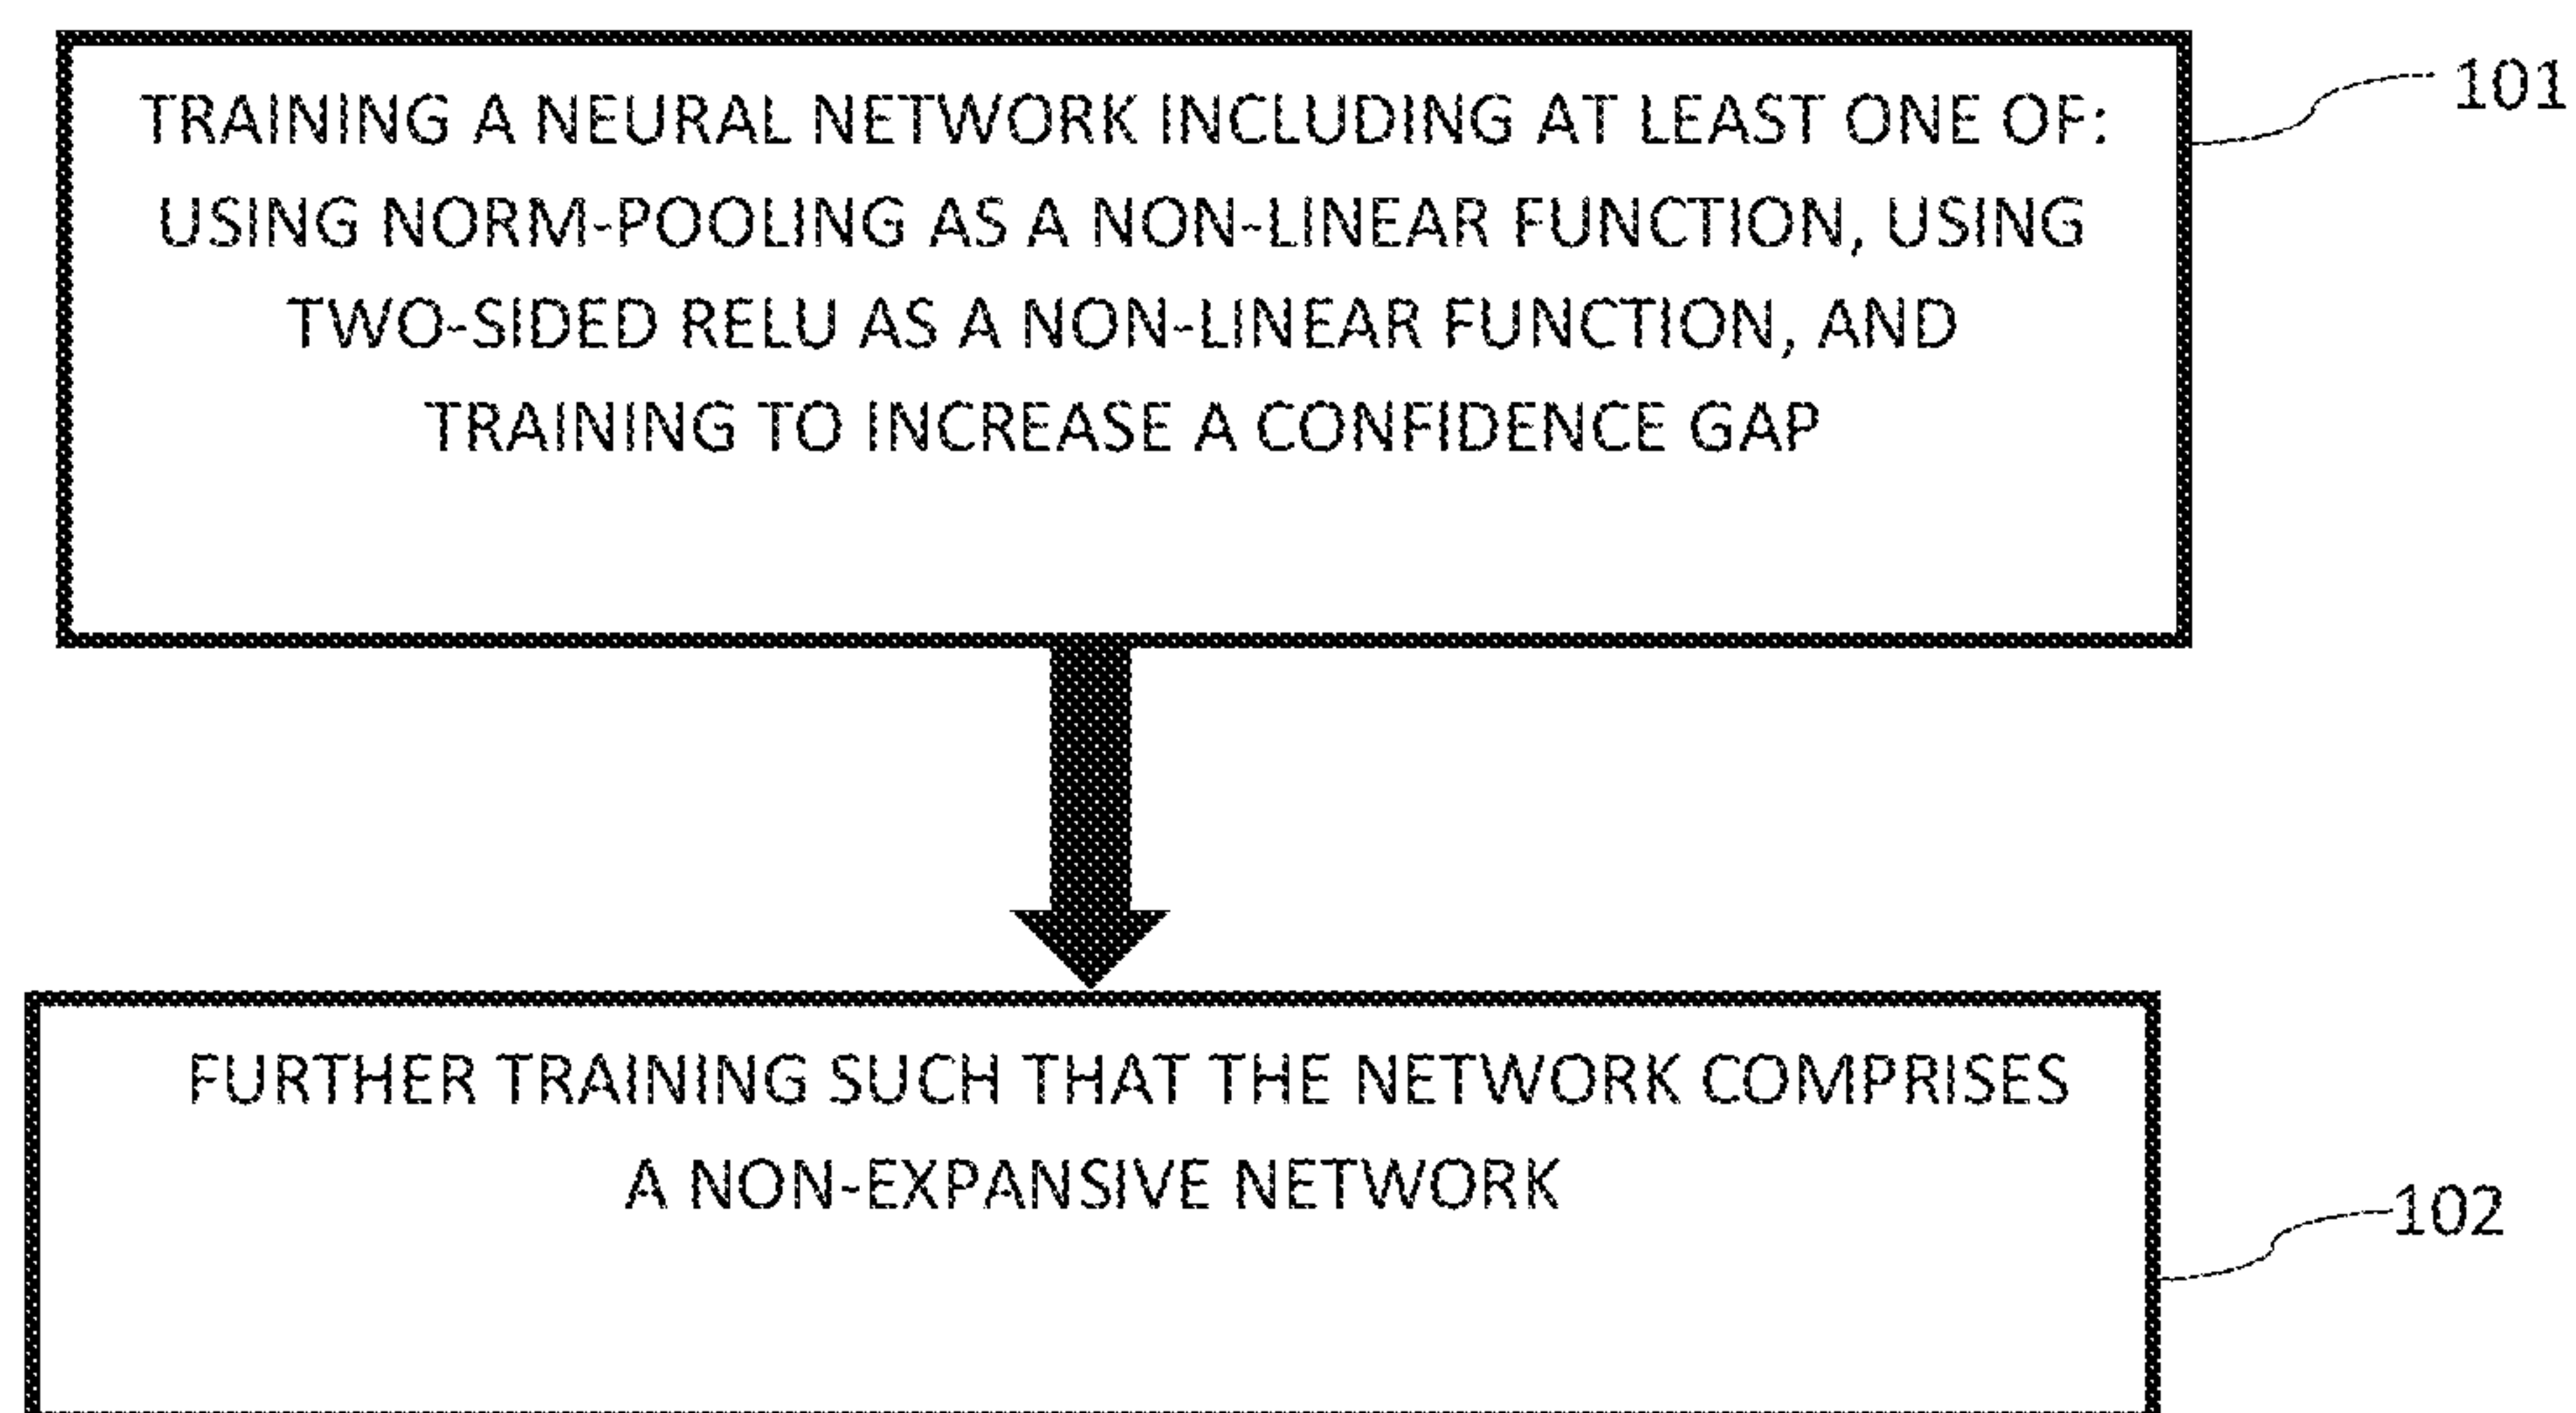 TRAINING A NEURAL NETWORK INCLUDING AT LEAST ONE OF:
USING NORM-POOLING AS A NON-LINEAR FUNCTION, USING
TWO-SIDED RELU AS A NON-LINEAR FUNCTION, AND
TRAINING TO INCREASE A CONFIDENCE GAP
101
FURTHER TRAINING SUCH THAT THE NETWORK COMPRISES
A NON-EXPANSIVE NETWORK
102